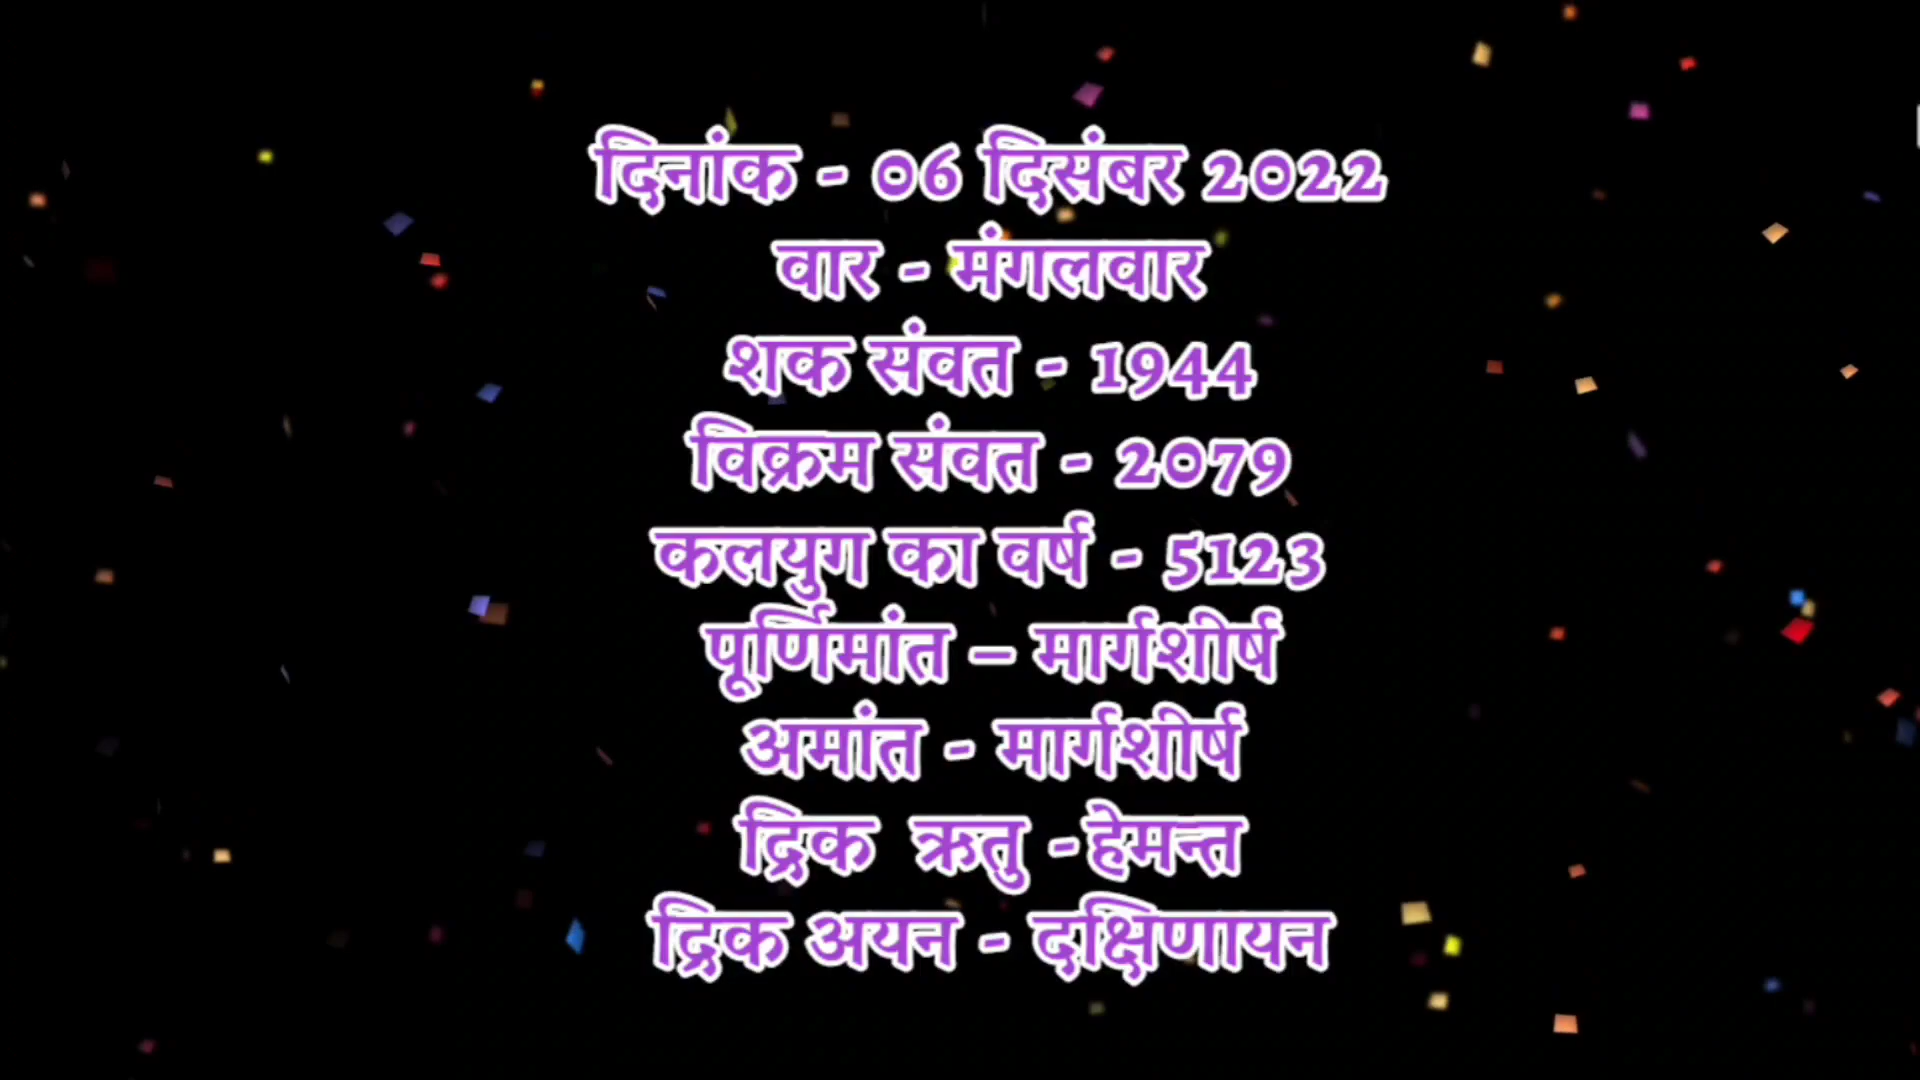 दिनांक - 06 दिसंबर 2022
वार - मंगलवार
शक संवत - 1944
विक्रम संवत - 2079
कलयुग का वर्ष - 5123
पूर्णिमांत – मार्गशीर्ष
अमांत - मार्गशीर्ष
द्रिक ऋतु -हेमन्त
द्रिक अयन - दक्षिणायन